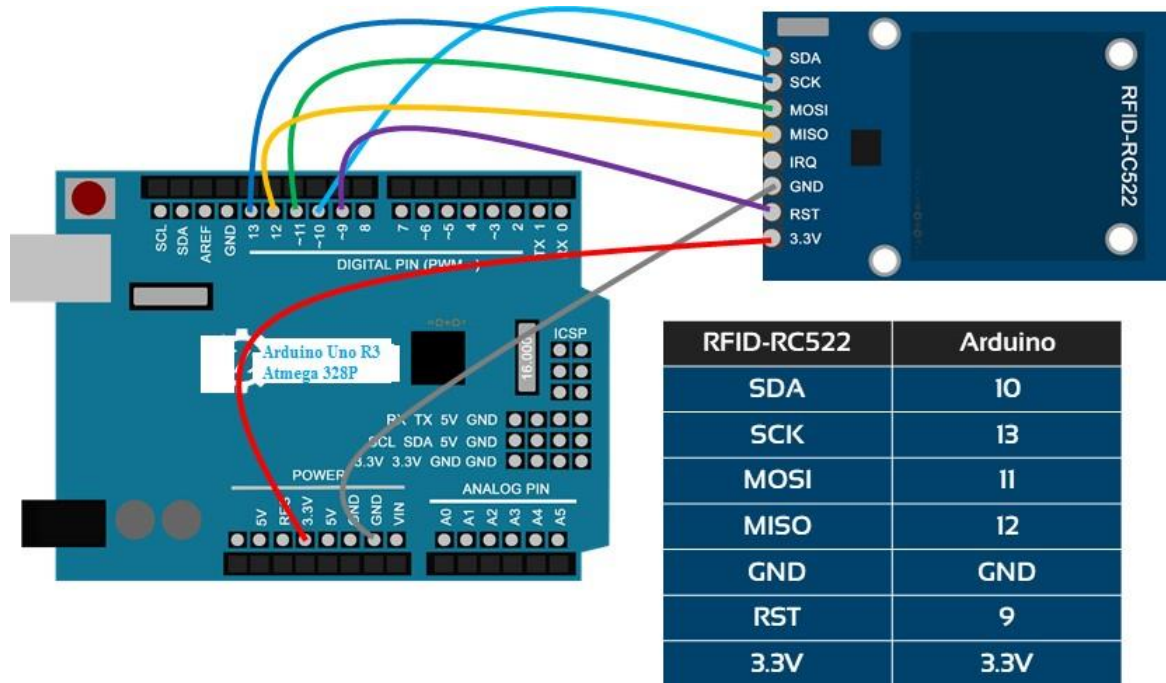 SDA
SCK
MOSI
MISO
IRQ
GND
RST
3.3V
RFID-RC522
SCL
SDA
AREF
GND
13
12
~11
~10
~9
8
7
~6
~5
4
~3
2
TX 1
RX 0
DIGITAL PIN (PWM~)
Arduino Uno R3
Atmega 328P
16.000
ICSP
RX TX 5V GND
SCL SDA 5V GND
3.3V 3.3V GND GND
POWER
5V
RES
3.3V
5V
GND
GND
VIN
ANALOG PIN
A0
A1
A2
A3
A4
A5
RFID-RC522 Arduino
SDA 10
SCK 13
MOSI 11
MISO 12
GND GND
RST 9
3.3V 3.3V